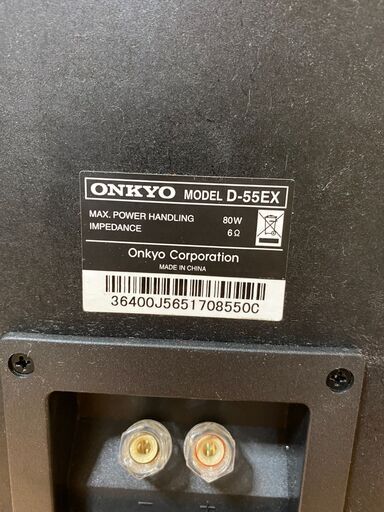 ONKYO MODEL D-55EX
MAX. POWER HANDLING 80W
IMPEDANCE 6Ω
Onkyo Corporation
MADE IN CHINA
36400J5651708550C
- +